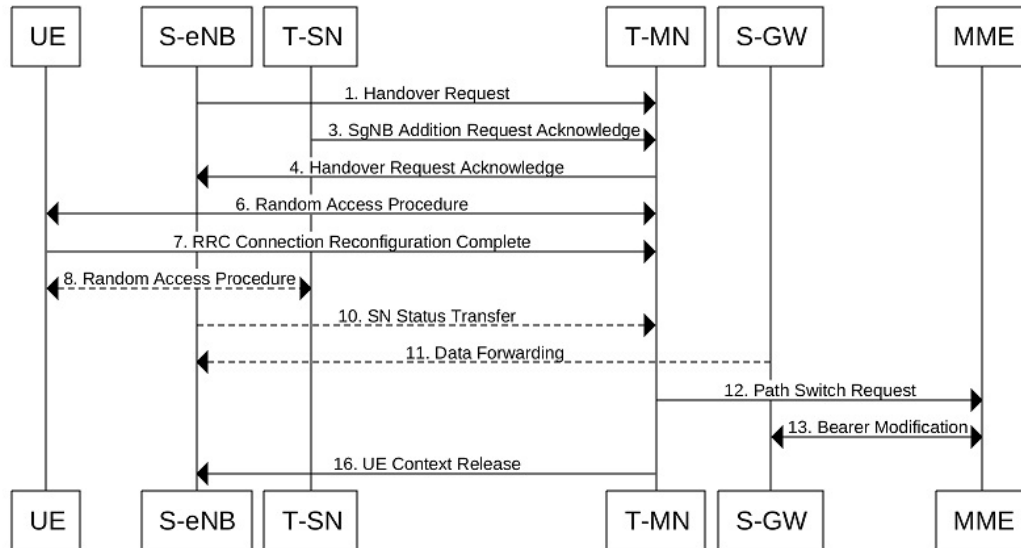 UE S-eNB T-SN T-MN S-GW MME
1. Handover Request
3. SgNB Addition Request Acknowledge
4. Handover Request Acknowledge
6. Random Access Procedure
7. RRC Connection Reconfiguration Complete
8. Random Access Procedure
10. SN Status Transfer
11. Data Forwarding
12. Path Switch Request
13. Bearer Modification
16. UE Context Release
UE S-eNB T-SN T-MN S-GW MME